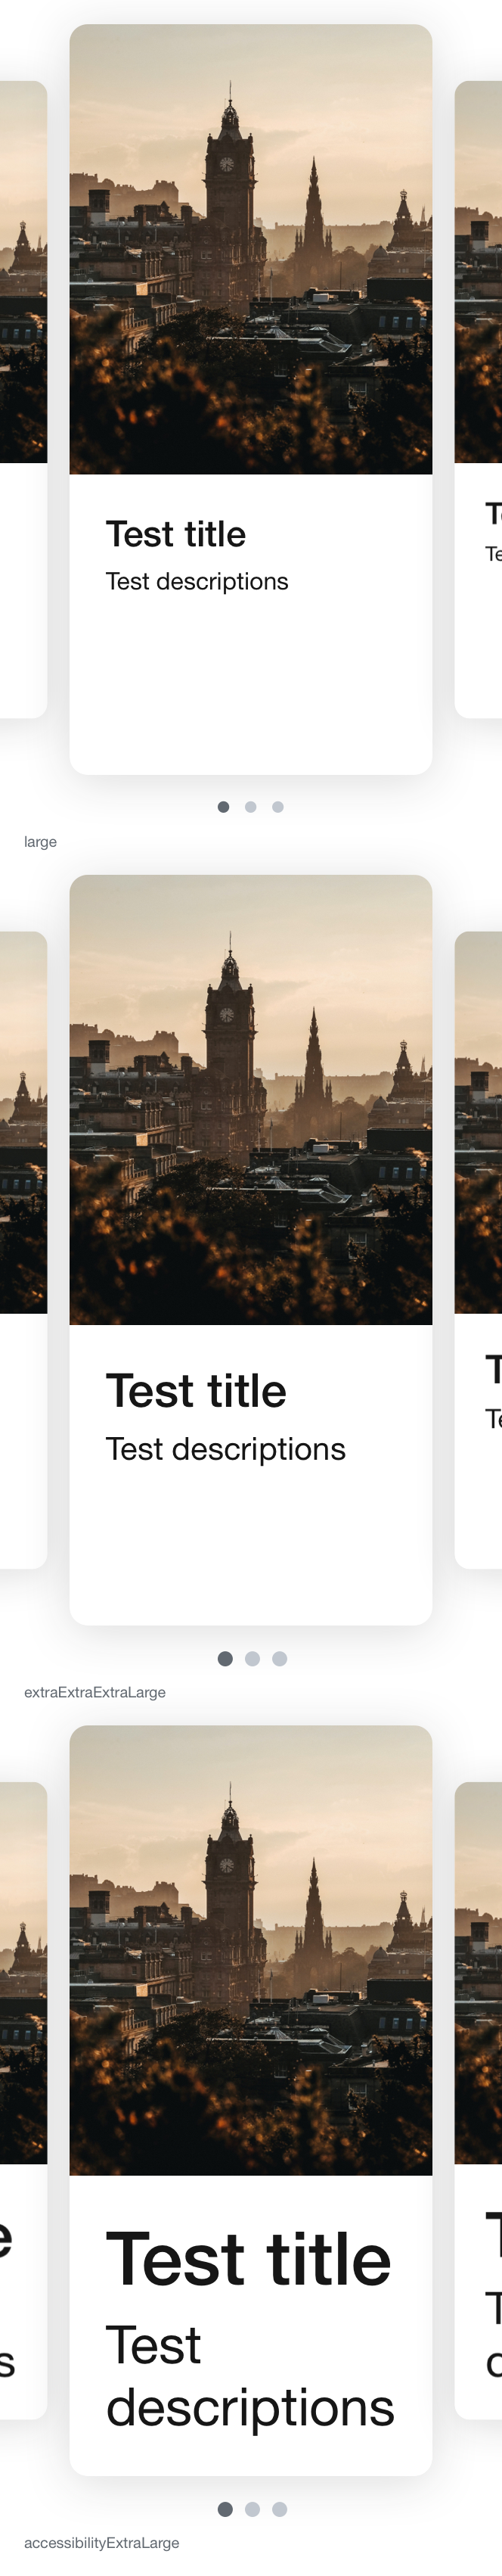 Test title
Te
Test descriptions
Te
large
Test title
T
Test descriptions
Te
extraExtraExtraLarge
Test title
e
T
Test
T
descriptions
s
accessibilityExtraLarge